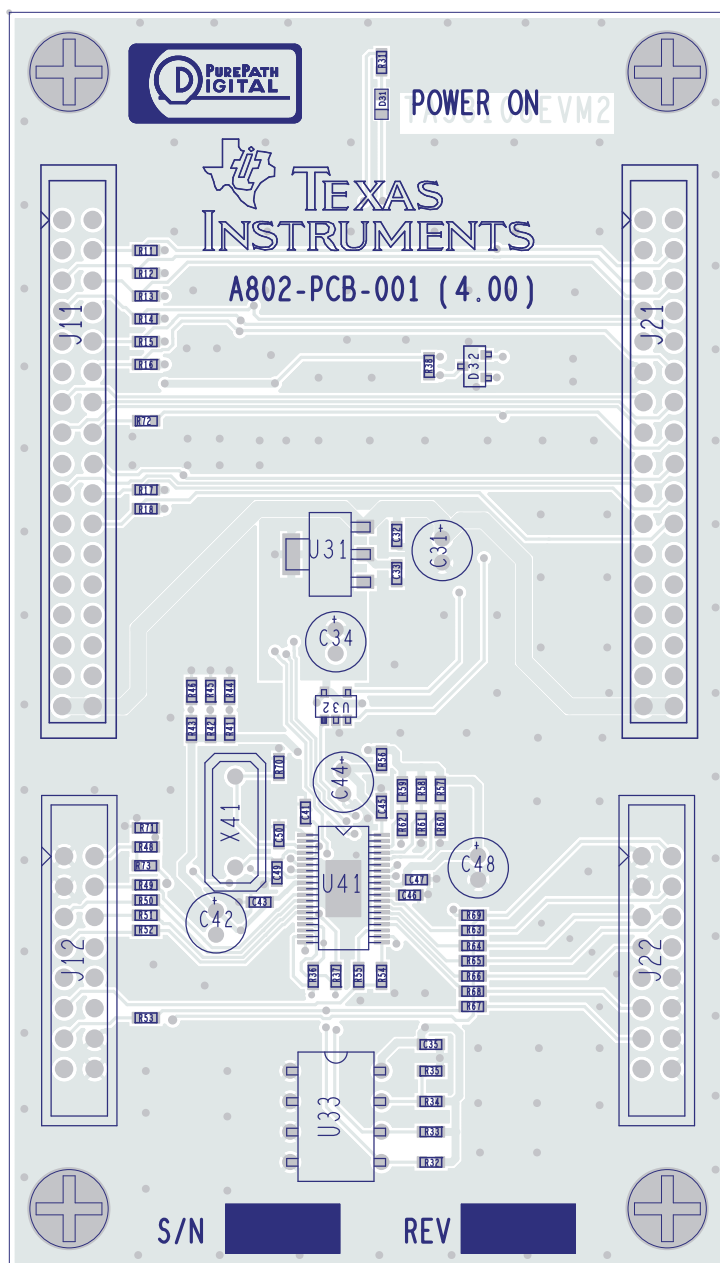 PUREPATH
DIGITAL
R31
D31
POWER ON
EVM2
TEXAS
INSTRUMENTS
A802-PCB-001 (4.00)
J11
J21
R11
R12
R13
R14
R15
R16
R38
D32
R72
R17
R18
U31
C32
C33
C31
C34
R46
R45
R44
R43
R42
R41
U32
R70
C44
R56
R59
R58
R57
X41
C41
C45
R62
R61
R60
R71
R48
R73
R49
R50
R51
R52
C50
C49
C43
C42
U41
C47
C46
C48
R69
R63
R64
R65
R66
R68
R67
J12
J22
R36
R37
R55
R54
R53
C35
R35
R34
R33
R32
U33
S/N
REV